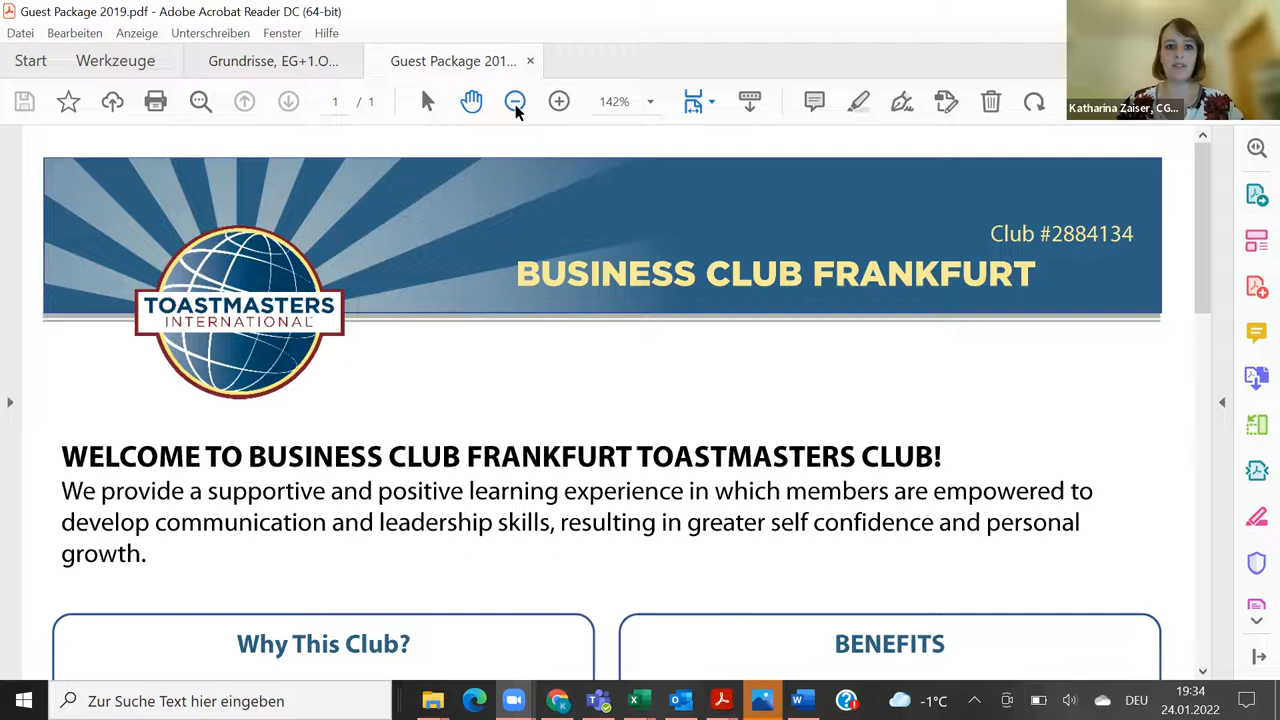 Guest Package 2019.pdf - Adobe Acrobat Reader DC (64-bit)
Datei Bearbeiten Anzeige Unterschreiben Fenster Hilfe
Start Werkzeuge Grundrisse, EG+1.O... Guest Package 201... ×
1 / 1 142%
Katharina Zaiser, CG...
Club #2884134
BUSINESS CLUB FRANKFURT
TOASTMASTERS
INTERNATIONAL
WELCOME TO BUSINESS CLUB FRANKFURT TOASTMASTERS CLUB!
We provide a supportive and positive learning experience in which members are empowered to
develop communication and leadership skills, resulting in greater self confidence and personal
growth.
Why This Club?
BENEFITS
Zur Suche Text hier eingeben
-1°C
DEU
19:34
24.01.2022